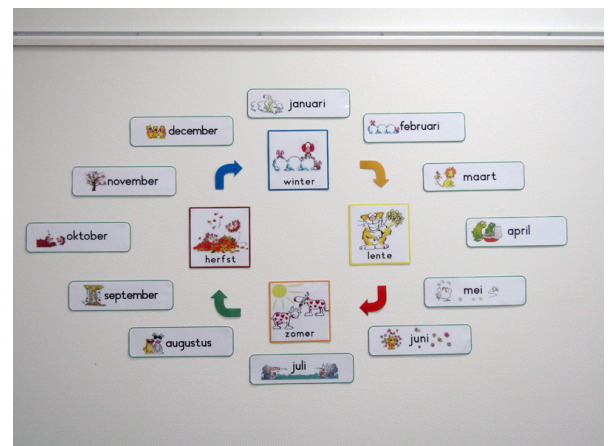 januari
februari
maart
april
mei
juni
juli
augustus
september
oktober
november
december
winter
lente
zomer
herfst